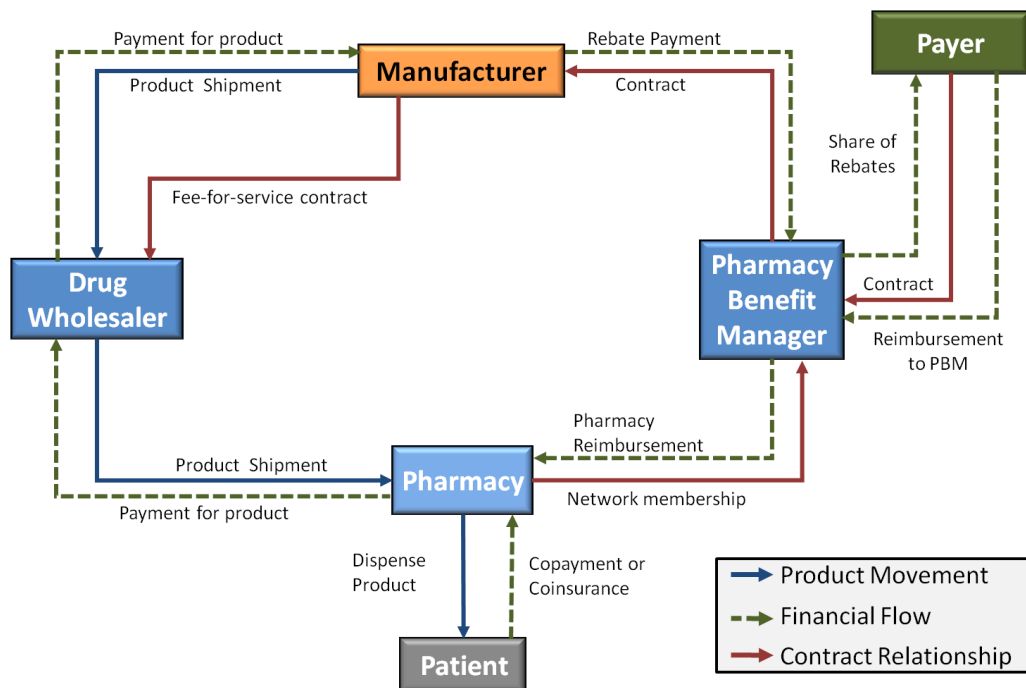 Payment for product
Rebate Payment
Payer
Manufacturer
Product Shipment
Contract
Share of
Rebates
Fee-for-service contract
Drug
Wholesaler
Pharmacy
Benefit
Manager
Contract
Reimbursement
to PBM
Pharmacy
Reimbursement
Product Shipment
Pharmacy
Network membership
Payment for product
Dispense
Product
Copayment or
Coinsurance
Patient
Product Movement
Financial Flow
Contract Relationship